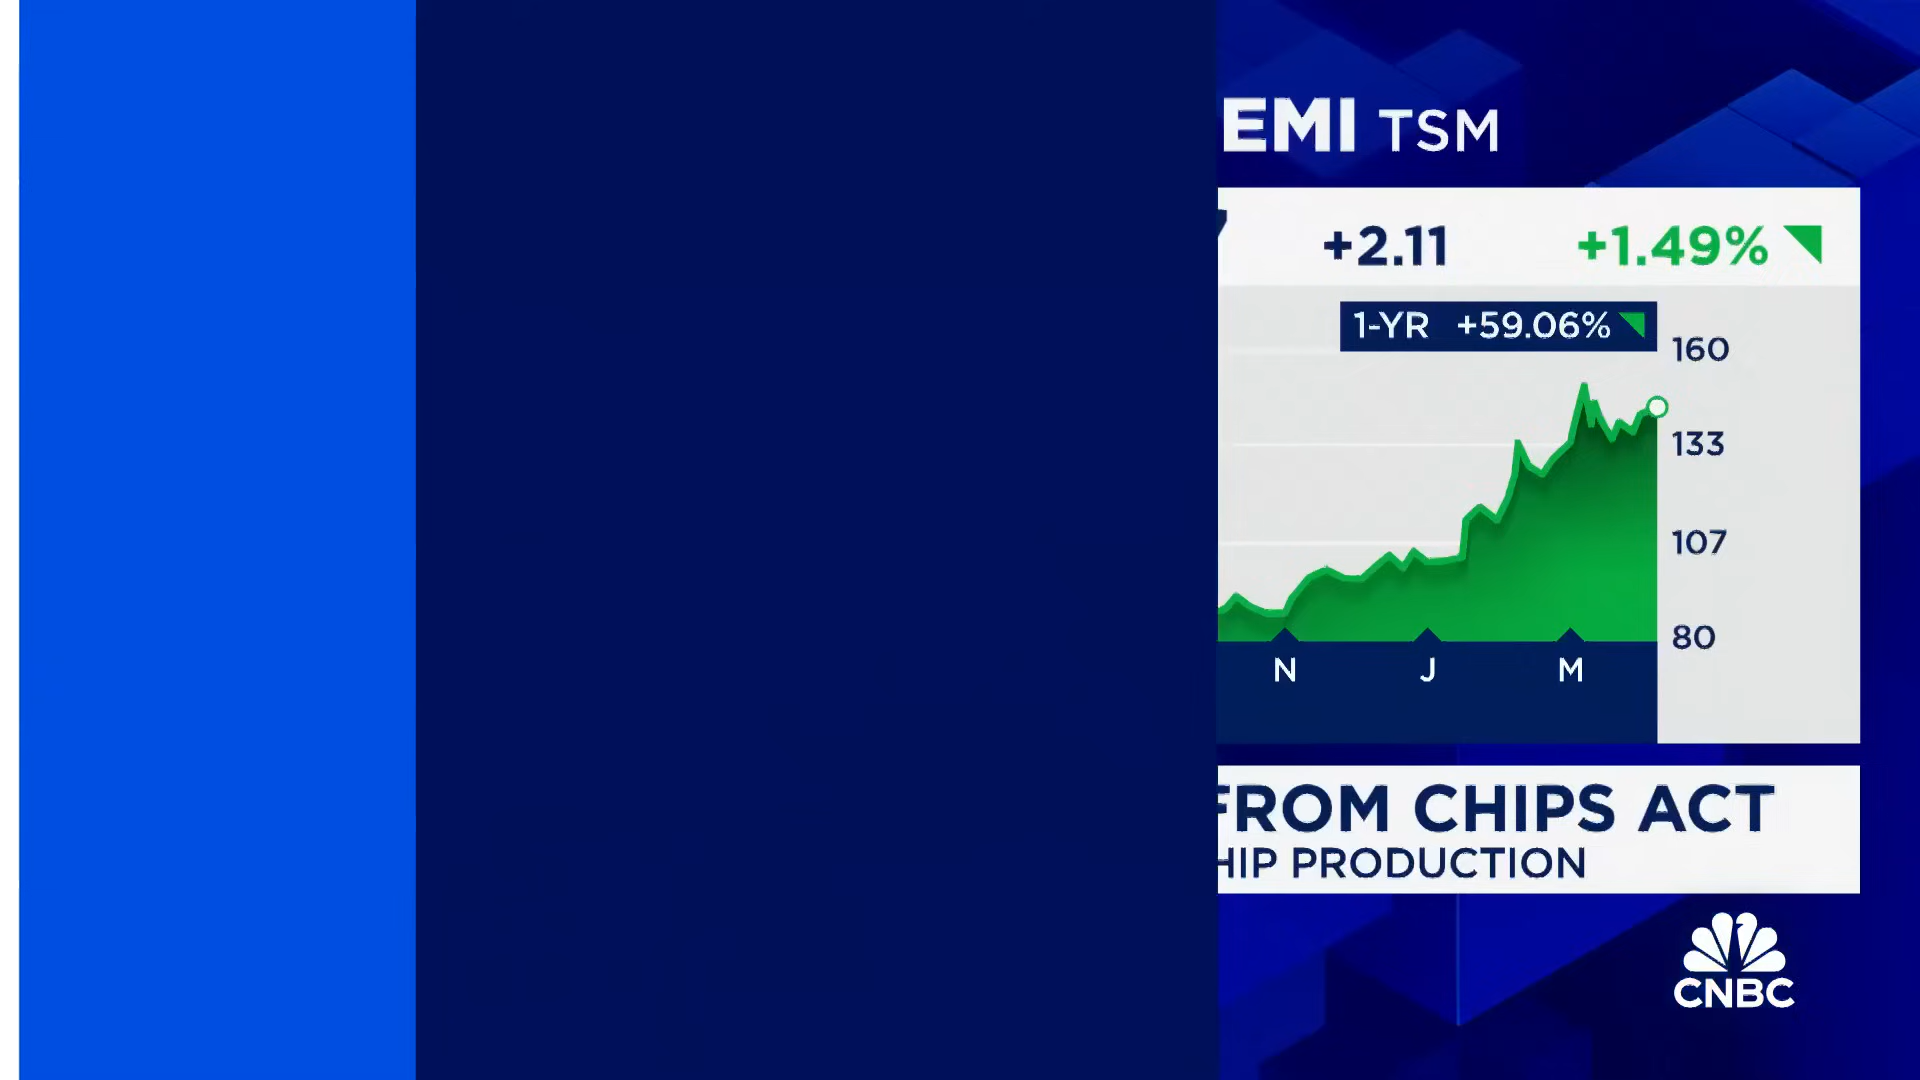 EMI TSM
+2.11 +1.49%
1-YR +59.06%
160
133
107
80
N J M
FROM CHIPS ACT
HIP PRODUCTION
CNBC